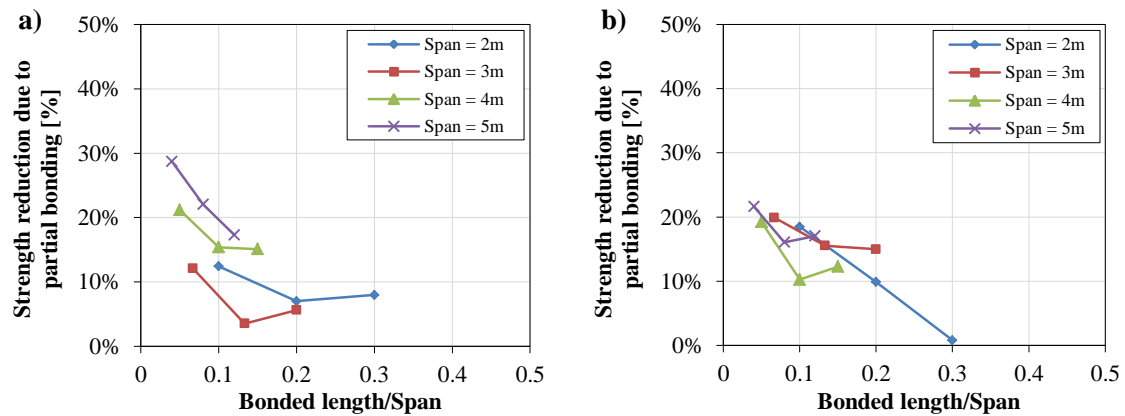 a)
Strength reduction due to
partial bonding [%]
50%
40%
30%
20%
10%
0%
0
0.1
0.2
0.3
0.4
0.5
Bonded length/Span
Span = 2m
Span = 3m
Span = 4m
Span = 5m
b)
Strength reduction due to
partial bonding [%]
50%
40%
30%
20%
10%
0%
0
0.1
0.2
0.3
0.4
0.5
Bonded length/Span
Span = 2m
Span = 3m
Span = 4m
Span = 5m